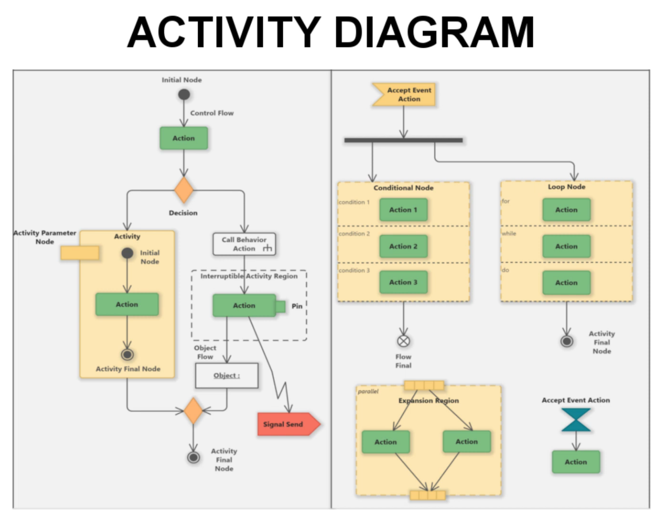 ACTIVITY DIAGRAM
Initial Node
Control Flow
Action
Decision
Activity Parameter
Node
Activity
Initial
Node
Action
Activity Final Node
Call Behavior
Action
Interruptible Activity Region
Action
Pin
Object
Flow
Object :
Signal Send
Activity
Final
Node
Accept Event
Action
Conditional Node
condition 1
Action 1
condition 2
Action 2
condition 3
Action 3
Flow
Final
Loop Node
for
Action
while
Action
do
Action
Activity
Final
Node
parallel
Expansion Region
Action
Action
Accept Event Action
Action